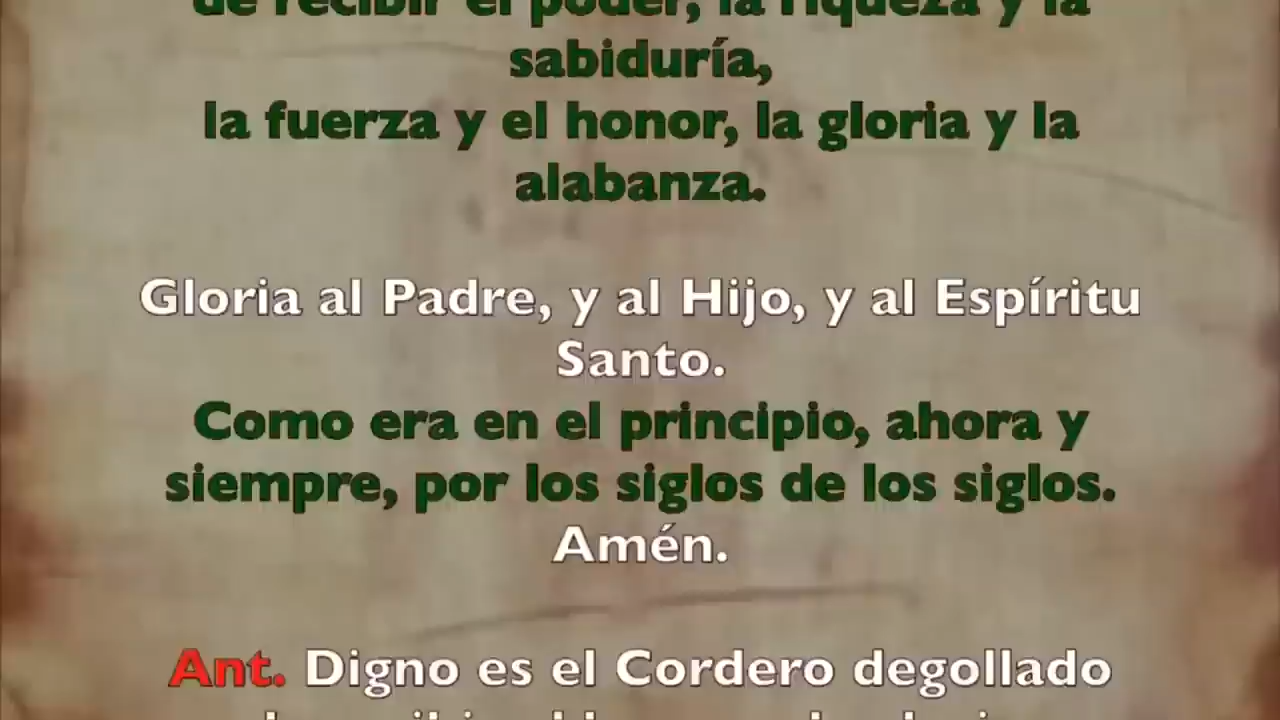 de recibir el poder, la riqueza y la
sabiduría,
la fuerza y el honor, la gloria y la
alabanza.
Gloria al Padre, y al Hijo, y al Espíritu
Santo.
Como era en el principio, ahora y
siempre, por los siglos de los siglos.
Amén.
Ant. Digno es el Cordero degollado